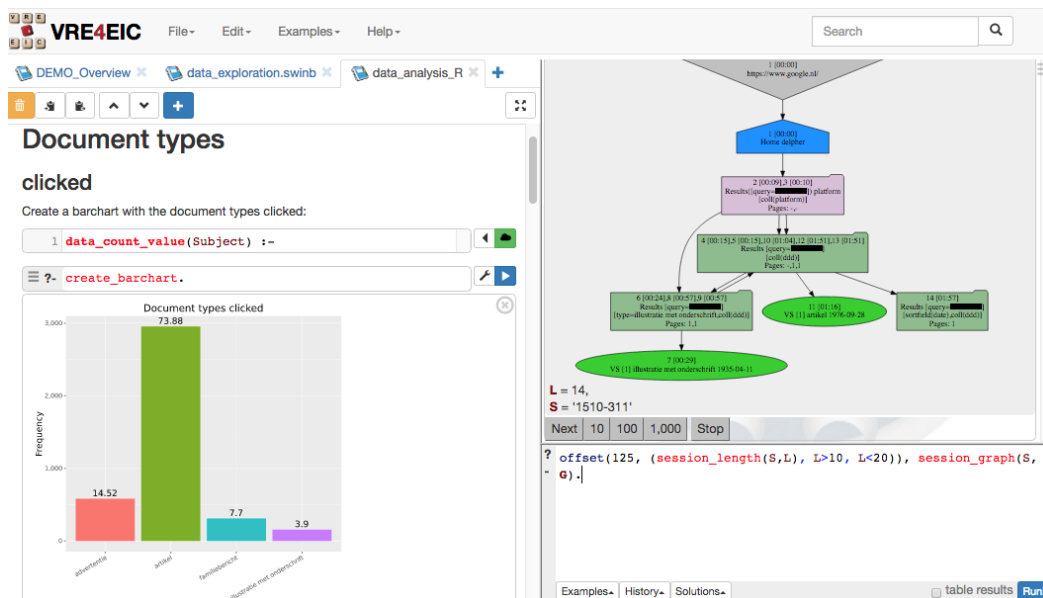 VRE
EIC
VRE4EIC
File
Edit
Examples
Help
Search
DEMO_Overview
data_exploration.swinb
data_analysis_R
Document types
clicked
Create a barchart with the document types clicked:
1 data_count_value(Subject) :-
?- create_barchart.
Document types clicked
73.88
14.52
7.7
3.9
3,000
2,000
1,000
0
Frequency
advertentie
artikel
familiebericht
illustratie met onderschrift
1 [00:00]
https://www.google.nl/
1 [00:00]
Home delpher
2 [00:09],3 [00:10]
Results([query=]) platform
[coll(platform)]
Pages: -,-
4 [00:15],5 [00:15],10 [01:04],12 [01:51],13 [01:51]
Results [query=]
[coll(ddd)]
Pages: -,1,1
6 [00:24],8 [00:57],9 [00:57]
Results [query=]
[type=illustratie met onderschrift,coll(ddd)]
Pages: 1,1
11 [01:16]
VS [1] artikel 1976-09-28
14 [01:57]
Results [query=]
[sortfield(date),coll(ddd)]
Pages: 1
7 [00:29]
VS [1] illustratie met onderschrift 1935-04-11
L = 14,
S = '1510-311'
Next 10 100 1,000 Stop
?- offset(125, (session_length(S,L), L>10, L<20)), session_graph(S,
G).
Examples History Solutions
table results Run